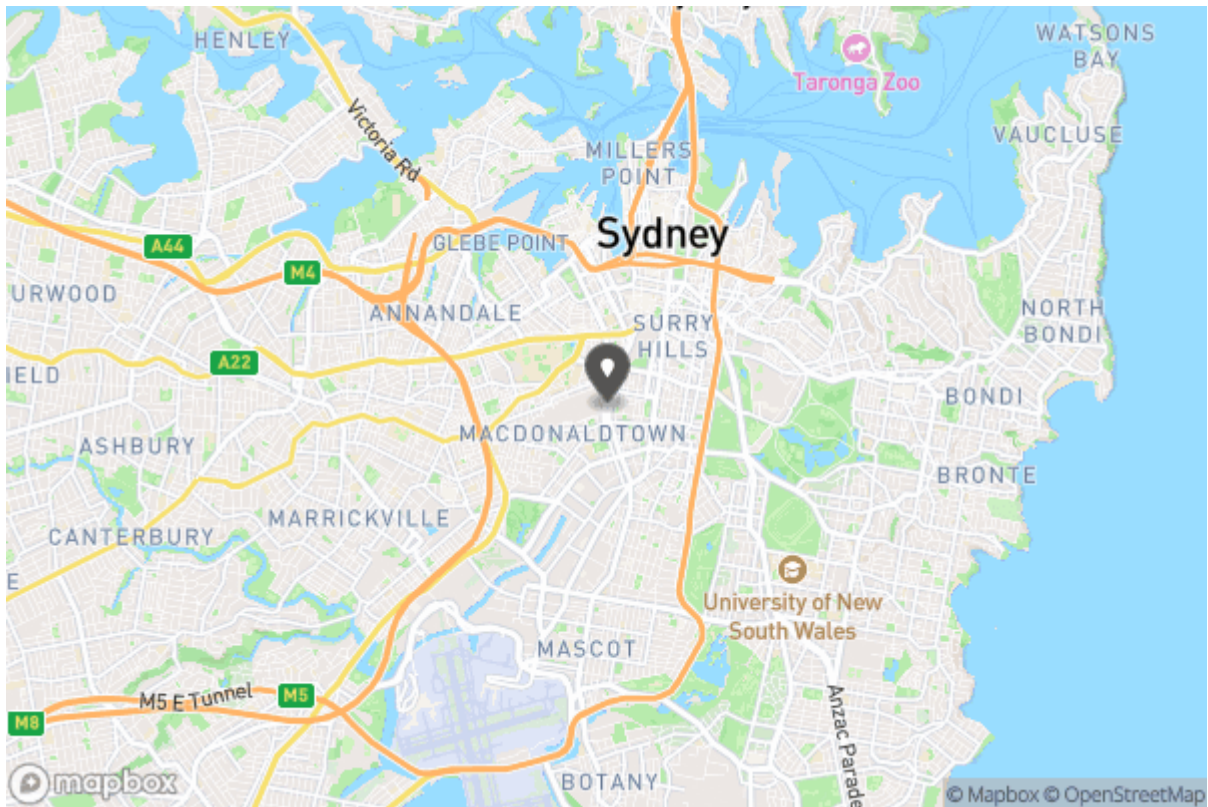 HENLEY
WATSONS
BAY
Taronga Zoo
Victoria Rd
VAUCLUSE
MILLERS
POINT
Sydney
A44
GLEBE POINT
M4
URWOOD
ANNANDALE
SURRY
HILLS
NORTH
BONDI
A22
IELD
BONDI
ASHBURY
MACDONALDTOWN
BRONTE
MARRICKVILLE
CANTERBURY
E
University of New
South Wales
MASCOT
M5 E Tunnel
M5
M8
Anzac Parade
BOTANY
mapbox
© Mapbox © OpenStreetMap